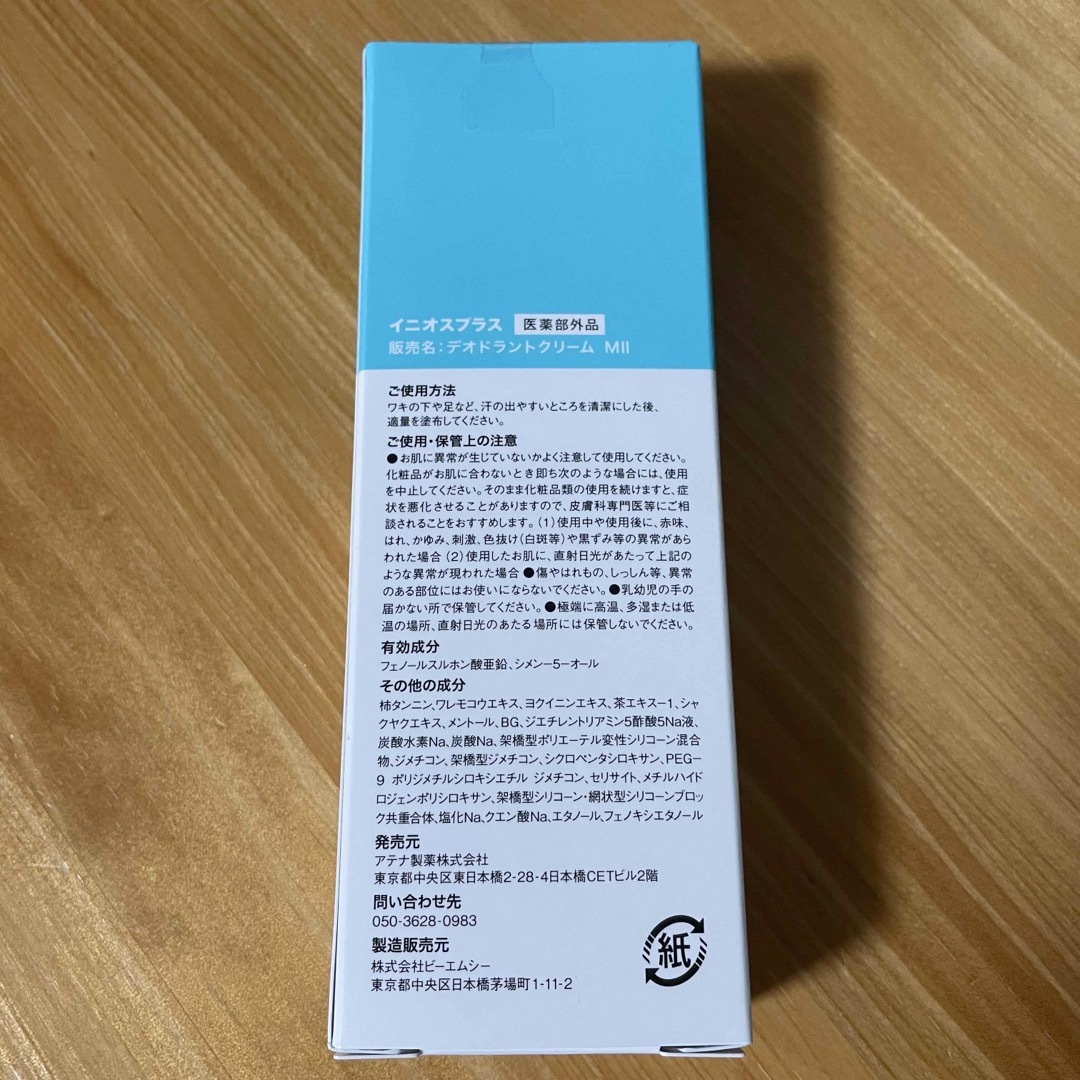 イニオスプラス 医薬部外品
販売名:デオドラントクリーム MII
ご使用方法
ワキの下や足など、汗の出やすいところを清潔にした後、
適量を塗布してください。
ご使用・保管上の注意
●お肌に異常が生じていないかよく注意して使用してください。
化粧品がお肌に合わないとき即ち次のような場合には、使用
を中止してください。そのまま化粧品類の使用を続けますと、症
状を悪化させることがありますので、皮膚科専門医等にご相
談されることをおすすめします。(1)使用中や使用後に、赤味、
はれ、かゆみ、刺激、色抜け(白斑等)や黒ずみ等の異常があら
われた場合(2)使用したお肌に、直射日光があたって上記の
ような異常が現われた場合●傷やはれもの、しっしん等、異常
のある部位にはお使いにならないでください。●乳幼児の手の
届かない所で保管してください。●極端に高温、多湿または低
温の場所、直射日光のあたる場所には保管しないでください。
有効成分
フェノールスルホン酸亜鉛、シメン-5-オール
その他の成分
柿タンニン、ワレモコウエキス、ヨクイニンエキス、茶エキス-1、シャ
クヤクエキス、メントール、BG、ジエチレントリアミン5酢酸5Na液、
炭酸水素Na、炭酸Na、架橋型ポリエーテル変性シリコーン混合
物、ジメチコン、架橋型ジメチコン、シクロペンタシロキサン、PEG-
9 ポリジメチルシロキシエチル ジメチコン、セリサイト、メチルハイド
ロジェンポリシロキサン、架橋型シリコーン・網状型シリコーンブロッ
ク共重合体、塩化Na、クエン酸Na、エタノール、フェノキシエタノール
発売元
アテナ製薬株式会社
東京都中央区東日本橋2-28-4日本橋CETビル2階
問い合わせ先
050-3628-0983
製造販売元
株式会社ビーエムシー
東京都中央区日本橋茅場町1-11-2
紙